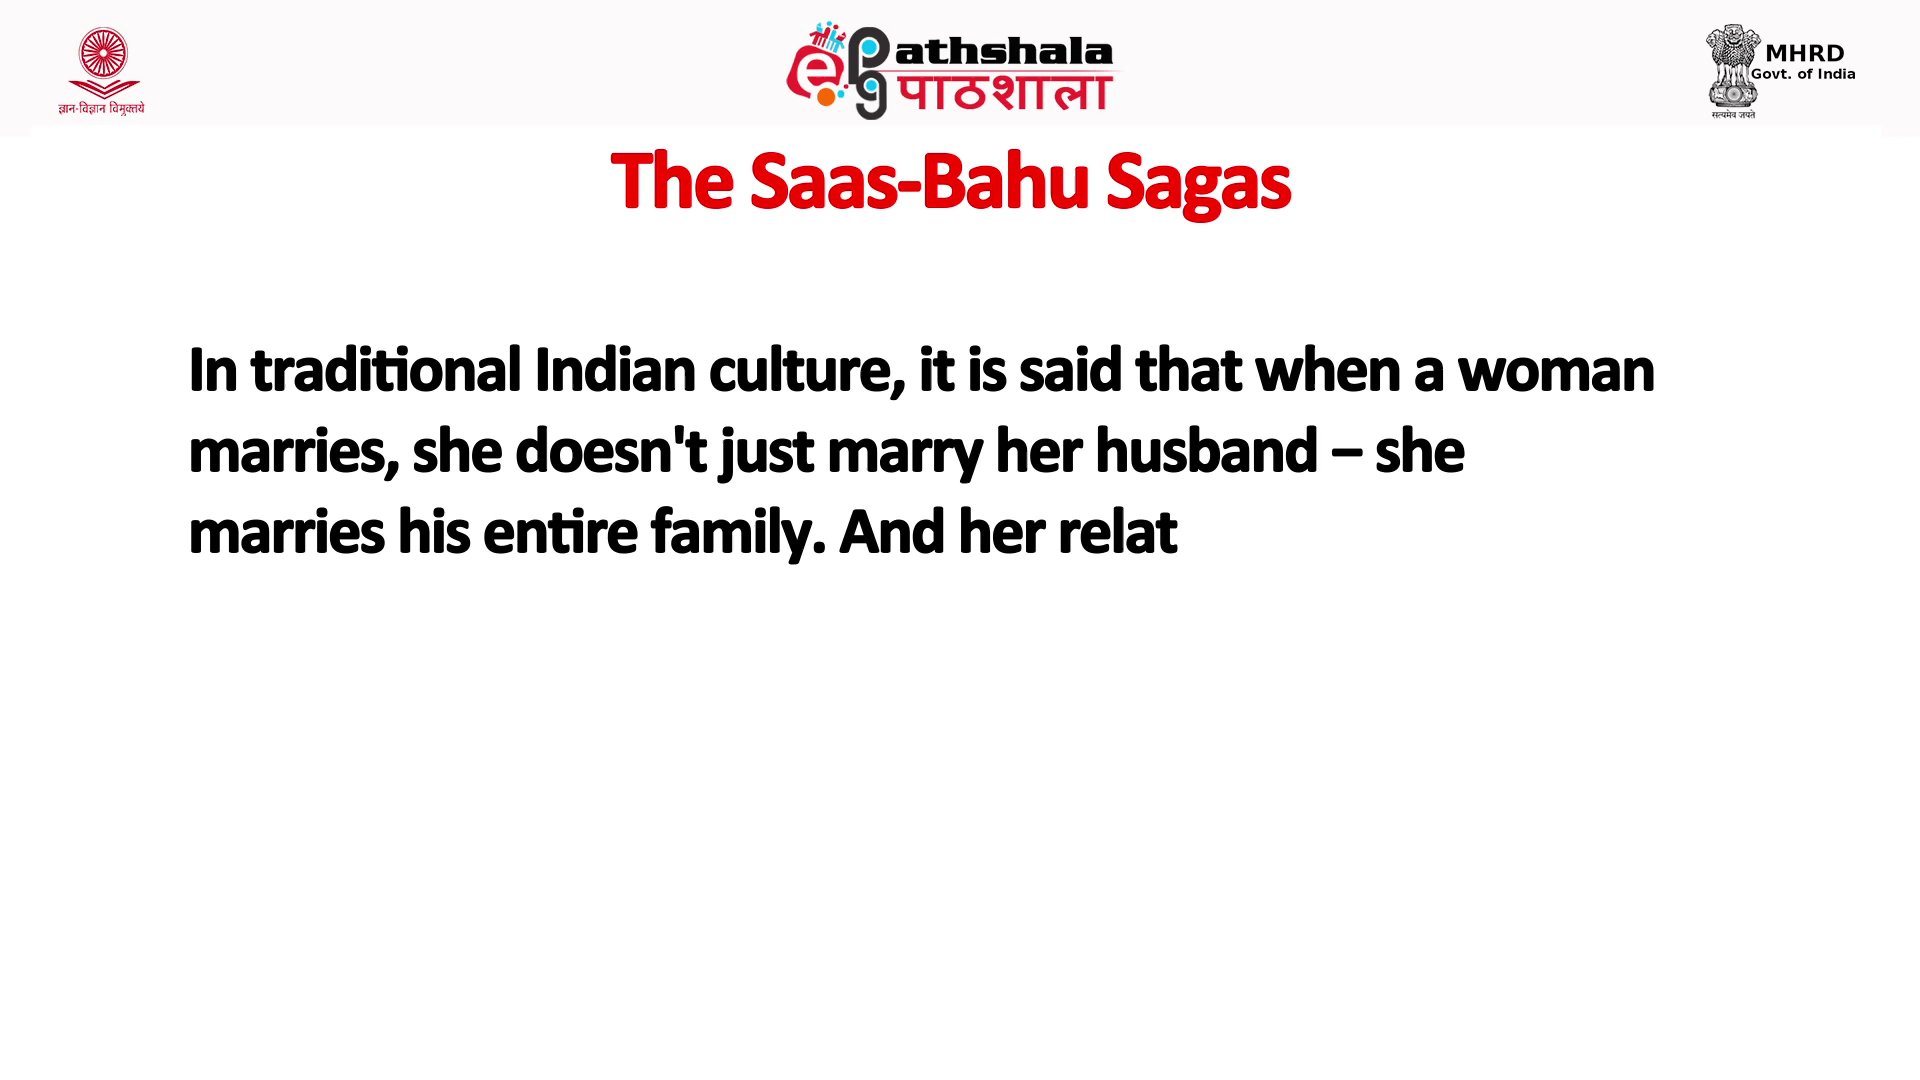 ज्ञान-विज्ञान विमुक्तये
e Pg athshala
पाठशाला
MHRD
Govt. of India
सत्यमेव जयते
The Saas-Bahu Sagas
In traditional Indian culture, it is said that when a woman
marries, she doesn't just marry her husband – she
marries his entire family. And her relat